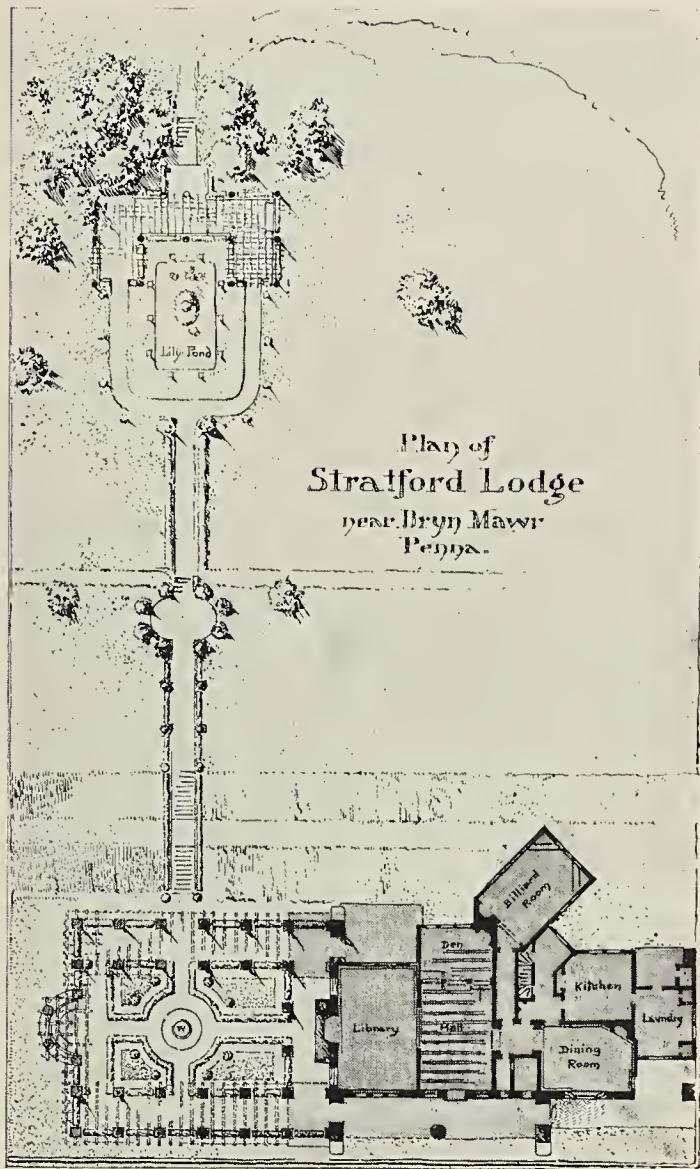 Lily Pond
Plan of
Stratford Lodge
near Bryn Mawr
Penna.
Billiard
Room
Den
Kitchen
Library
Hall
Laundry
Dining
Room